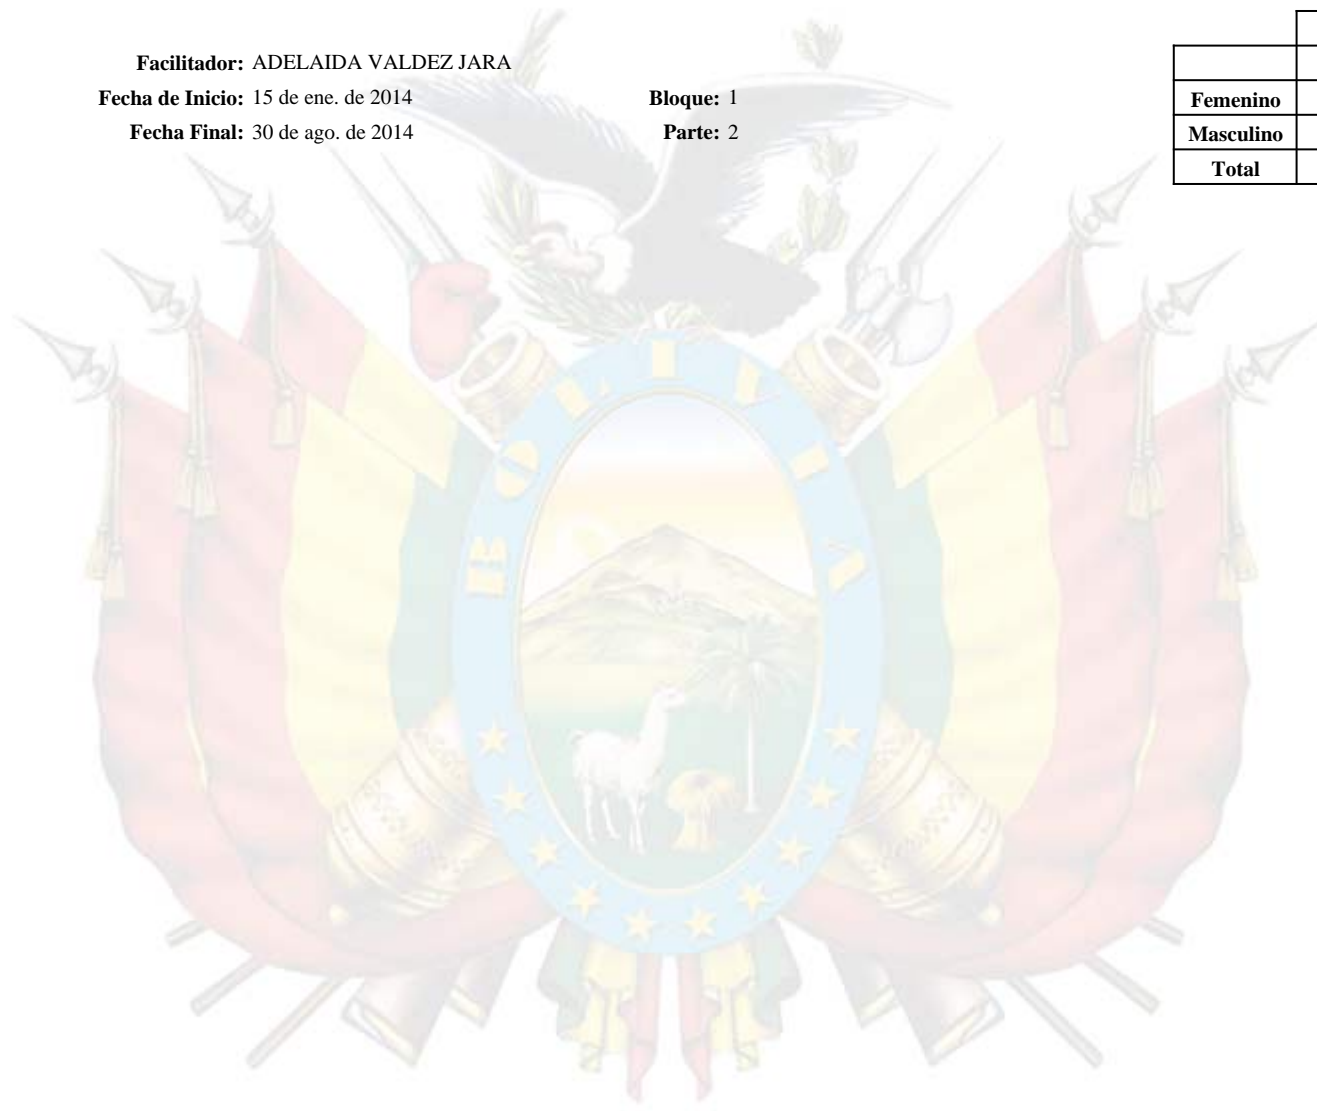 Facilitador: ADELAIDA VALDEZ JARA
Fecha de Inicio: 15 de ene. de 2014 Bloque: 1
Fecha Final: 30 de ago. de 2014 Parte: 2
Femenino
Masculino
Total
BOLIVIA